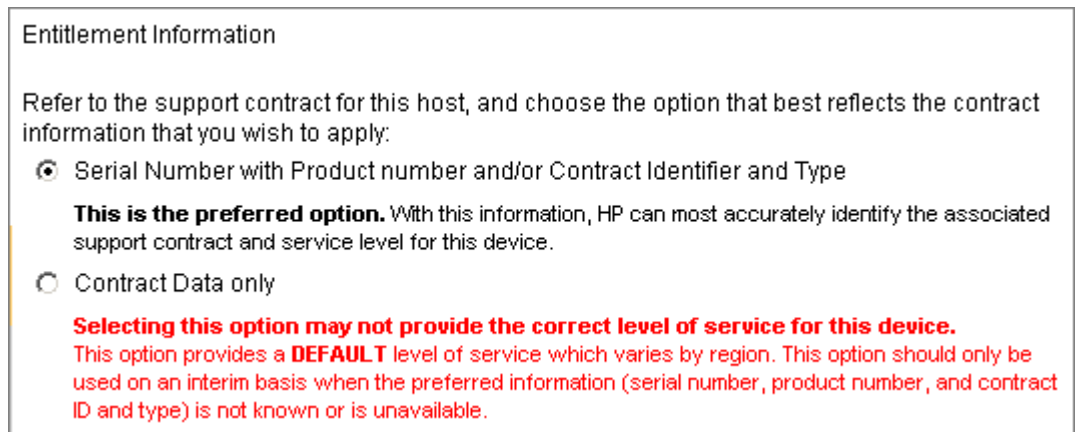 Entitlement Information
Refer to the support contract for this host, and choose the option that best reflects the contract
information that you wish to apply:
Serial Number with Product number and/or Contract Identifier and Type
This is the preferred option. With this information, HP can most accurately identify the associated
support contract and service level for this device.
Contract Data only
Selecting this option may not provide the correct level of service for this device.
This option provides a DEFAULT level of service which varies by region. This option should only be
used on an interim basis when the preferred information (serial number, product number, and contract
ID and type) is not known or is unavailable.